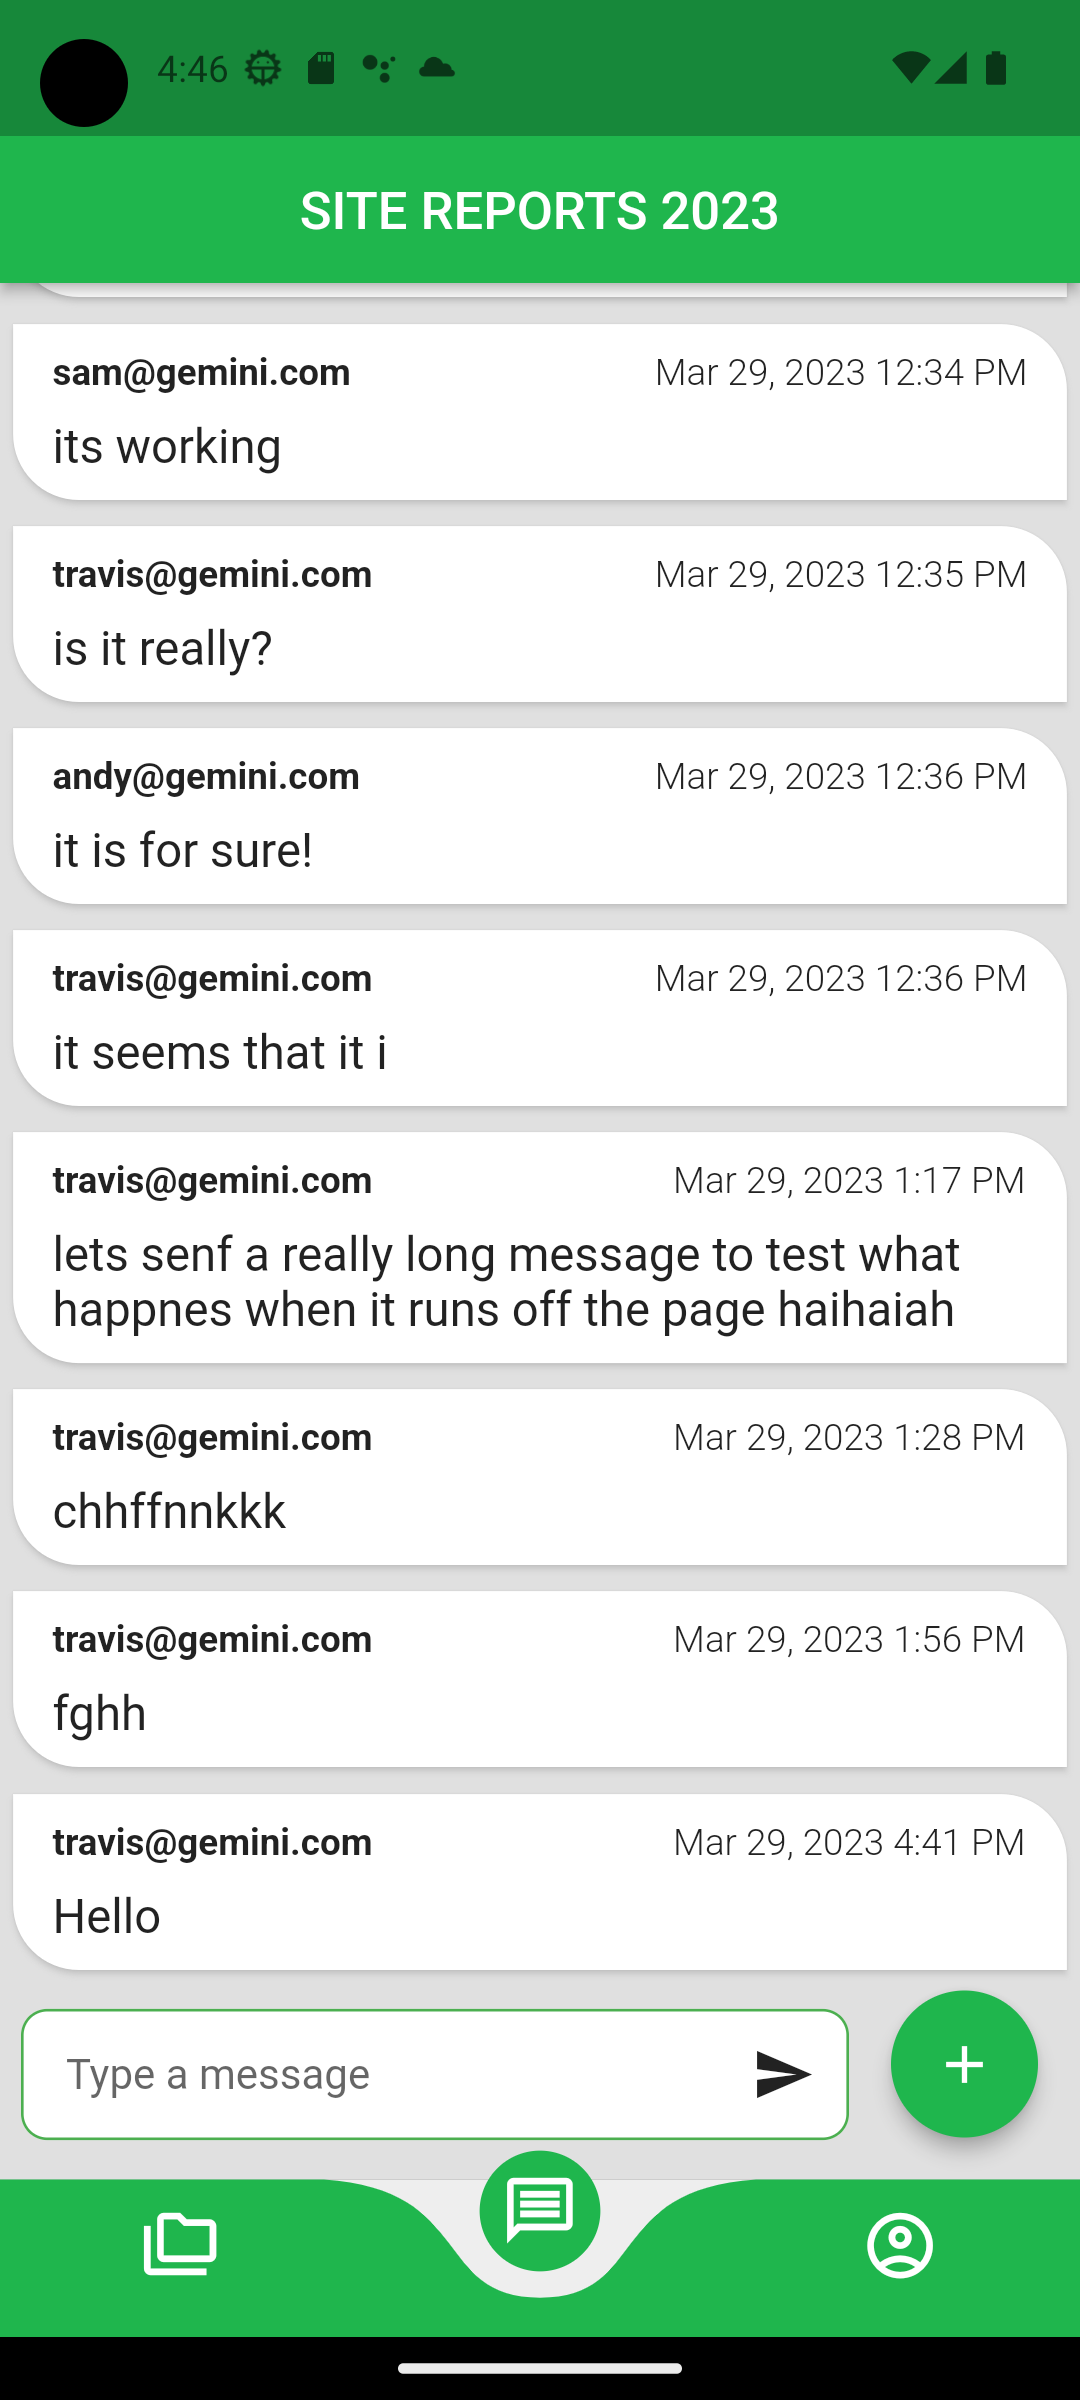 4:46
SITE REPORTS 2023
sam@gemini.com Mar 29, 2023 12:34 PM
its working
travis@gemini.com Mar 29, 2023 12:35 PM
is it really?
andy@gemini.com Mar 29, 2023 12:36 PM
it is for sure!
travis@gemini.com Mar 29, 2023 12:36 PM
it seems that it i
travis@gemini.com Mar 29, 2023 1:17 PM
lets senf a really long message to test what
happnes when it runs off the page haihaiah
travis@gemini.com Mar 29, 2023 1:28 PM
chhffnnkkk
travis@gemini.com Mar 29, 2023 1:56 PM
fghh
travis@gemini.com Mar 29, 2023 4:41 PM
Hello
Type a message